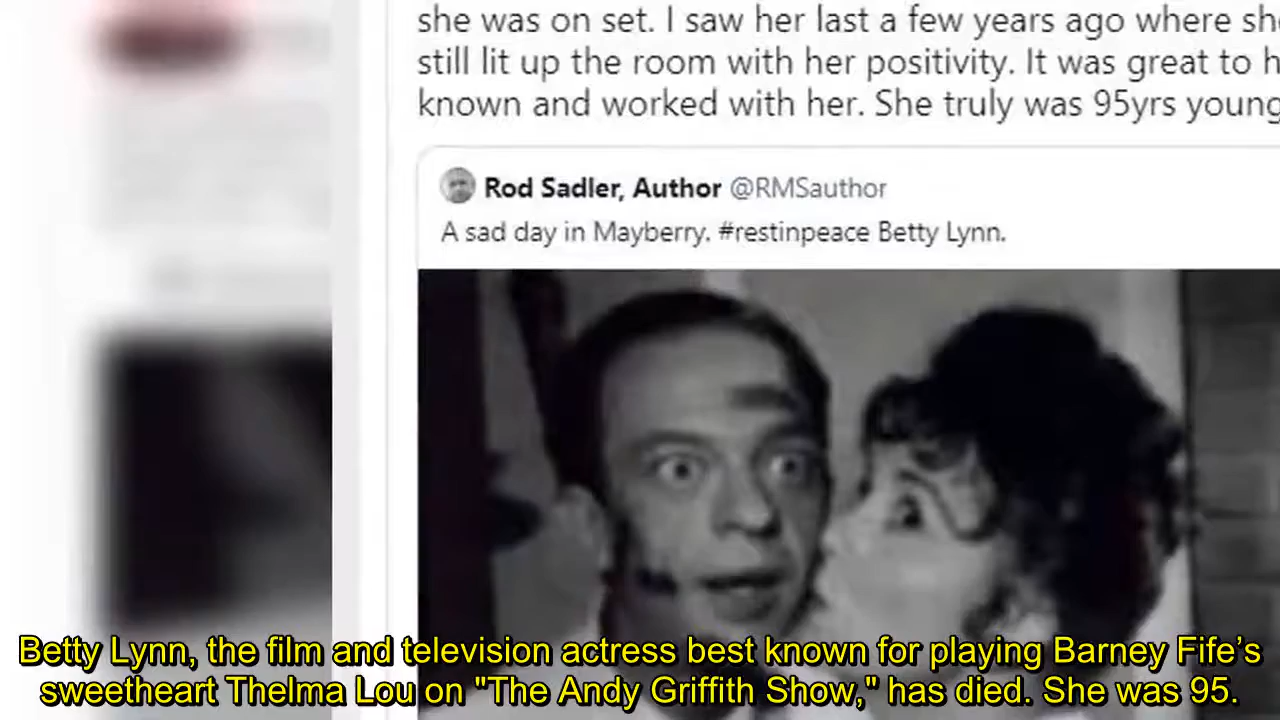 she was on set. I saw her last a few years ago where
still lit up the room with her positivity. It was great to
known and worked with her. She truly was 95yrs young
Rod Sadler, Author @RMSauthor
A sad day in Mayberry. #restinpeace Betty Lynn.
Betty Lynn, the film and television actress best known for playing Barney Fife’s
sweetheart Thelma Lou on "The Andy Griffith Show," has died. She was 95.